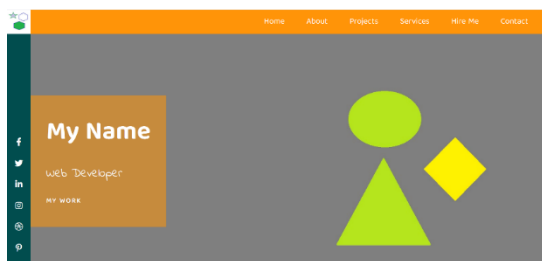 Home About Projects Services Hire Me Contact
My Name
Web Developer
MY WORK